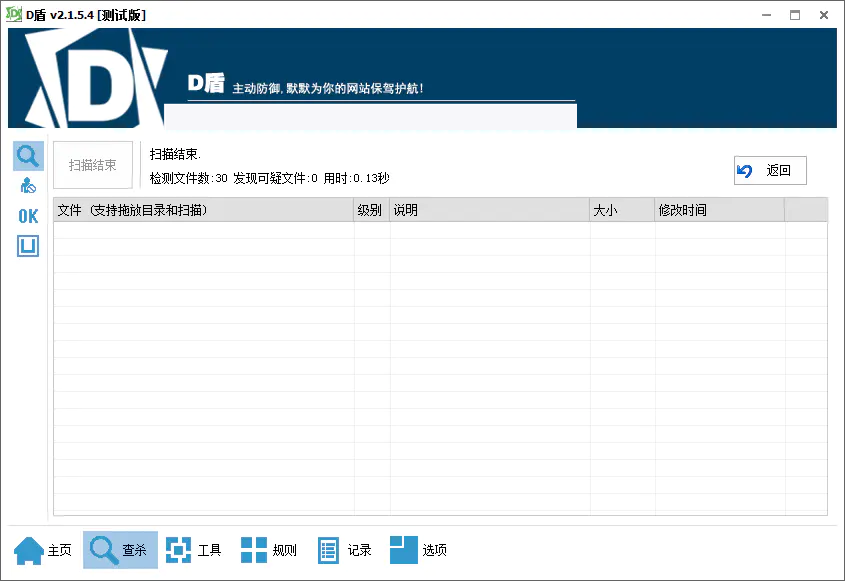 D盾 v2.1.5.4 [测试版]
D盾 主动防御,默默为你的网站保驾护航!
扫描结束
扫描结束.
检测文件数:30 发现可疑文件:0 用时:0.13秒
返回
OK
文件（支持拖放目录和扫描） 级别 说明 大小 修改时间
主页 查杀 工具 规则 记录 选项